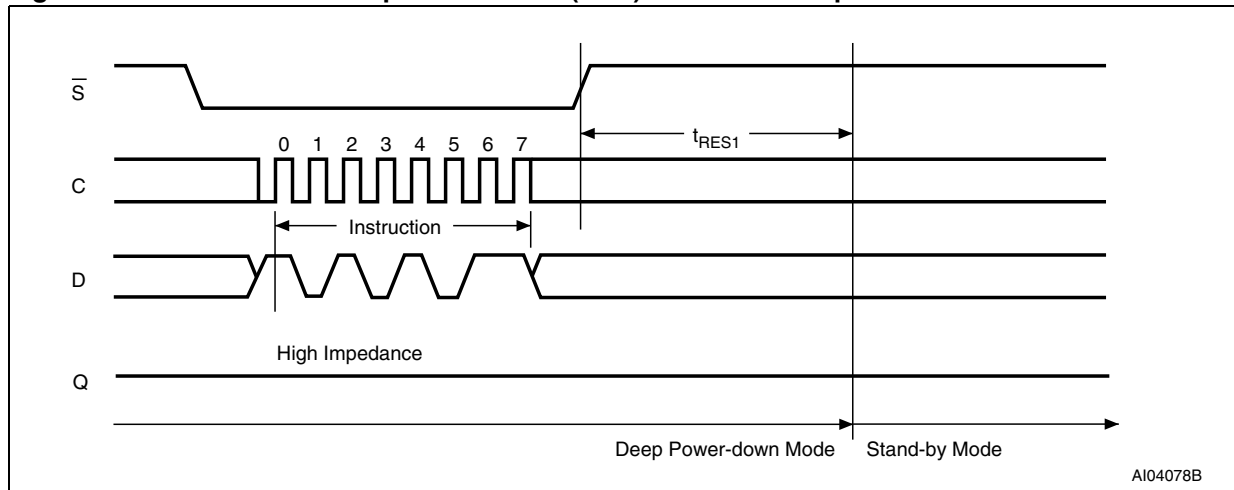 S̅
tRES1
0 1 2 3 4 5 6 7
C
Instruction
D
High Impedance
Q
Deep Power-down Mode Stand-by Mode
AI04078B